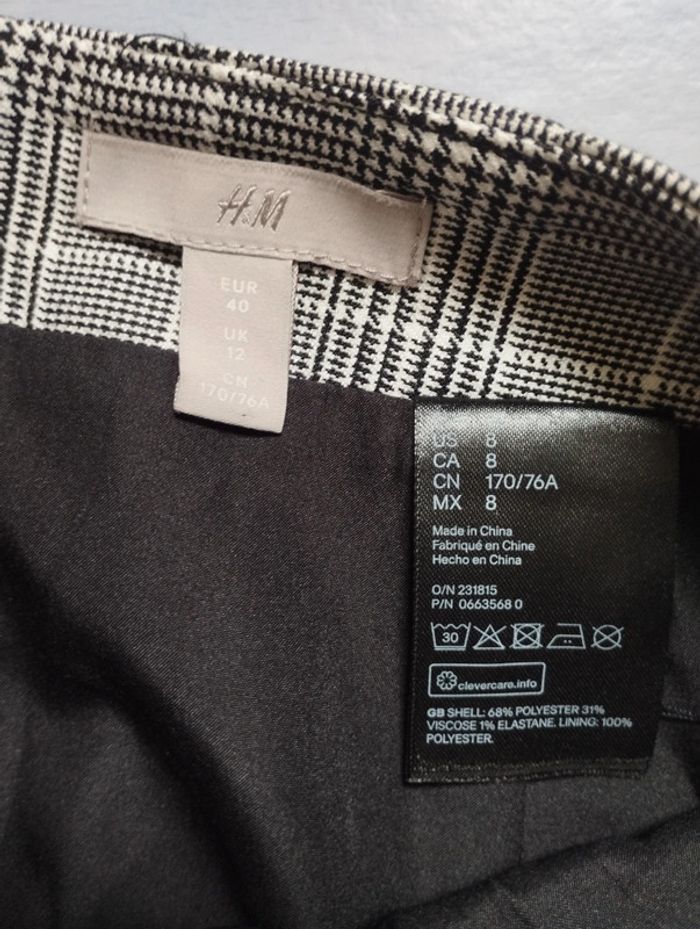 H&M
EUR
40
UK
12
CN
170/76A
US 8
CA 8
CN 170/76A
MX 8
Made in China
Fabriqué en Chine
Hecho en China
O/N 231815
P/N 0663568 0
30
clevercare.info
GB SHELL: 68% POLYESTER 31%
VISCOSE 1% ELASTANE. LINING: 100%
POLYESTER.